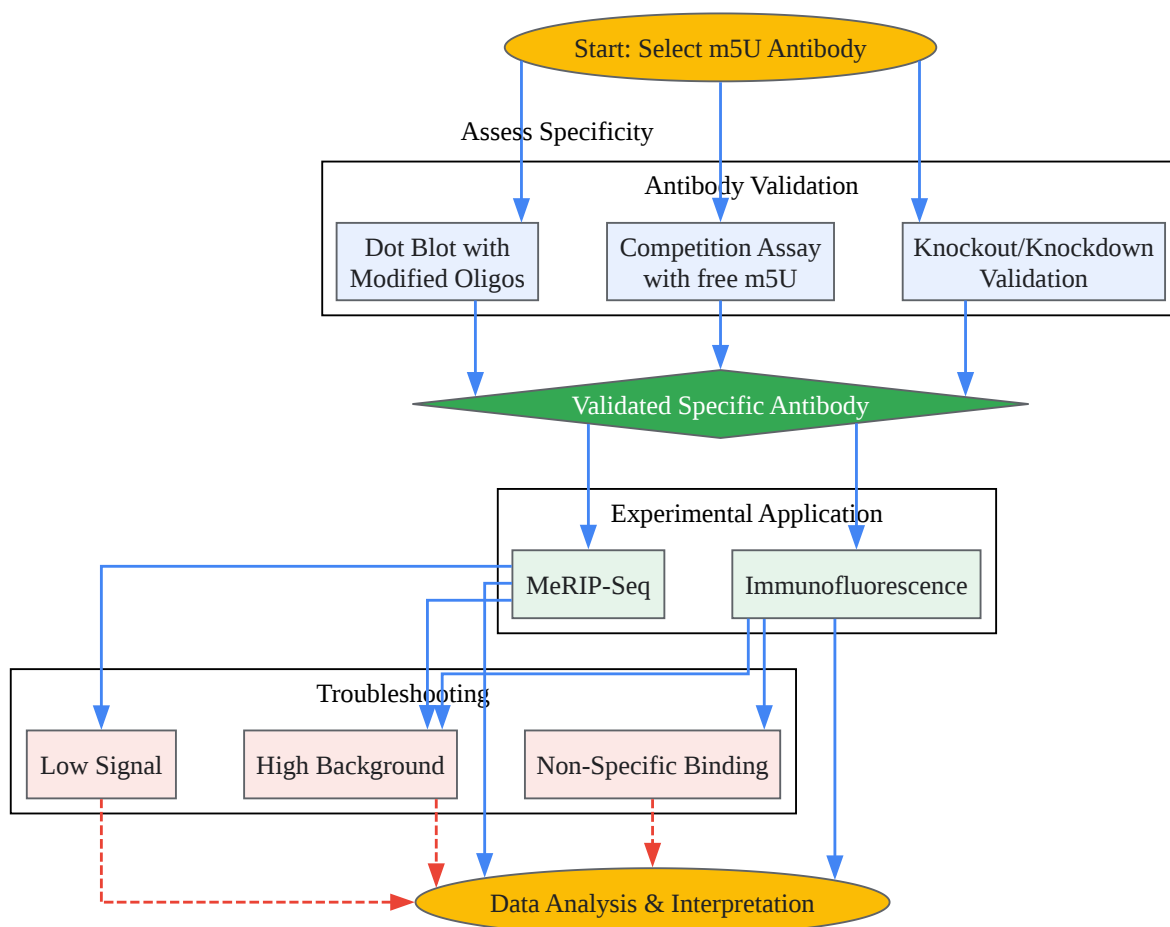 Start: Select m5U Antibody
Assess Specificity
Antibody Validation
Dot Blot with
Modified Oligos
Competition Assay
with free m5U
Knockout/Knockdown
Validation
Validated Specific Antibody
Experimental Application
MeRIP-Seq
Immunofluorescence
Troubleshooting
Low Signal
High Background
Non-Specific Binding
Data Analysis & Interpretation